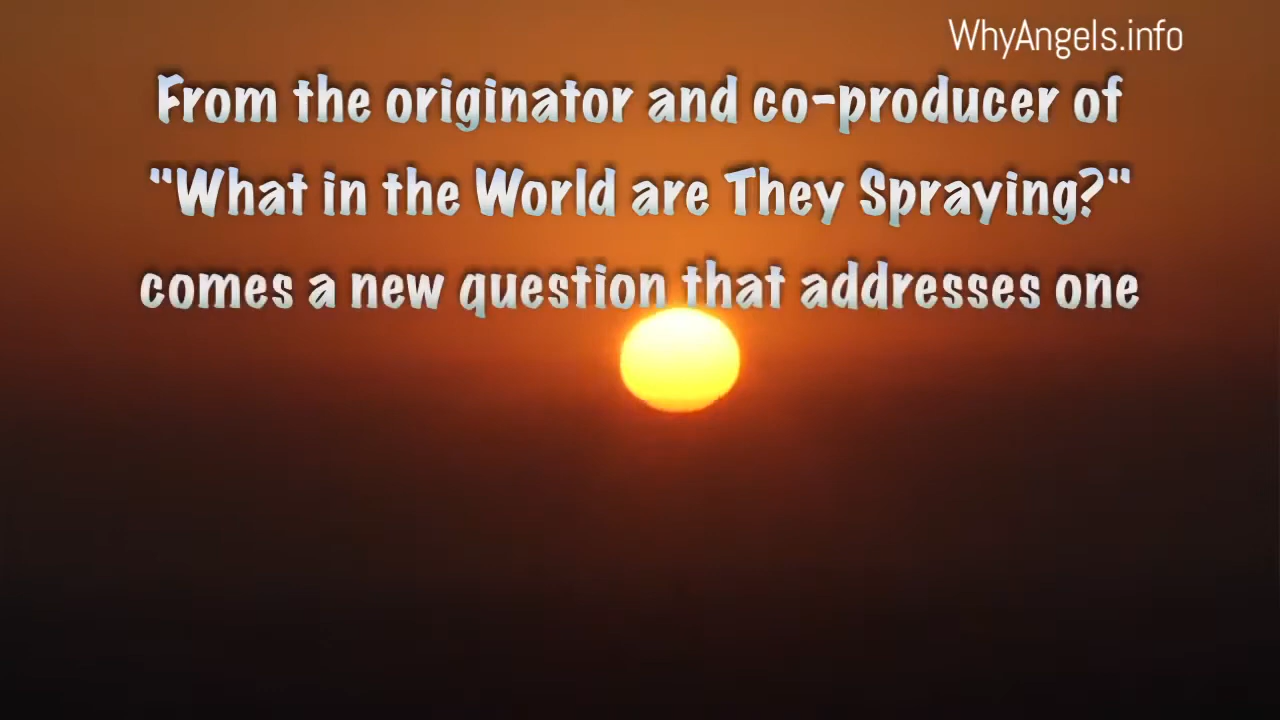 WhyAngels.info
From the originator and co-producer of
"What in the World are They Spraying?"
comes a new question that addresses one